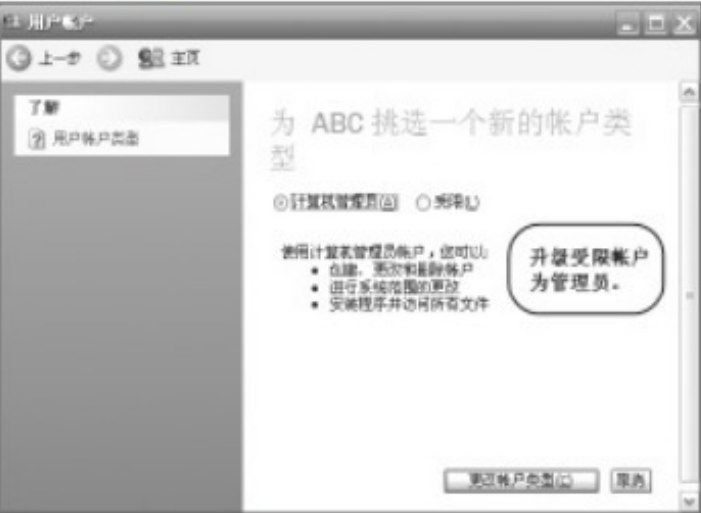 用户帐户
上一步 主页
了解
用户帐户类型
为 ABC 挑选一个新的帐户类
型
计算机管理员(A) 受限(L)
使用计算机管理员帐户，您可以:
• 创建、更改和删除帐户
• 进行系统范围的更改
• 安装程序并访问所有文件
升级受限帐户
为管理员。
更改帐户类型(C) 取消